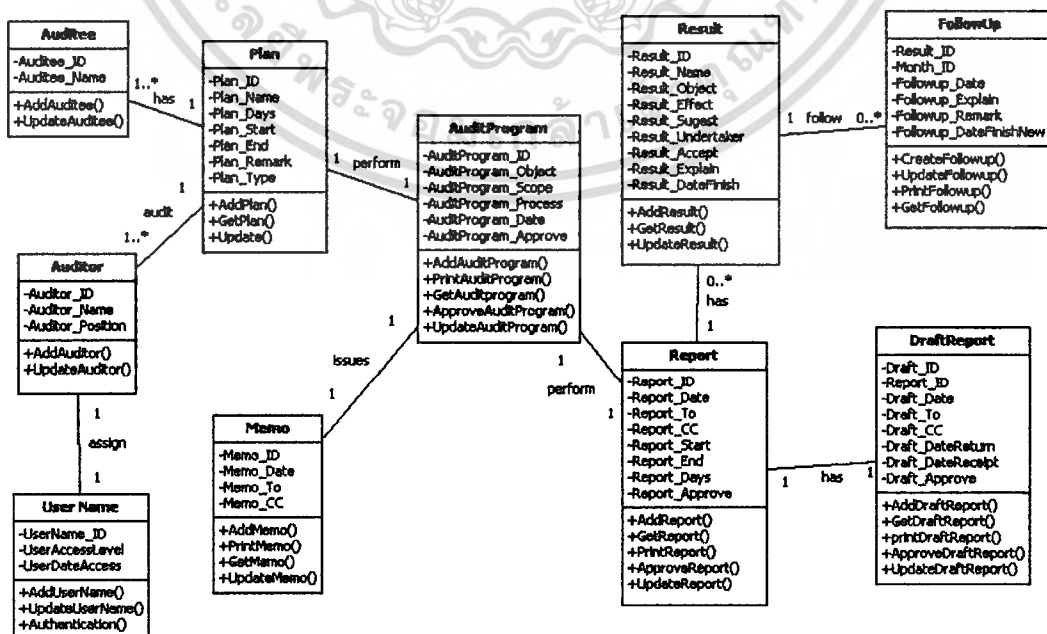 Auditee
-Auditee_ID
-Auditee_Name
+AddAuditee()
+UpdateAuditee()
1..*
has
1
Plan
-Plan_ID
-Plan_Name
-Plan_Days
-Plan_Start
-Plan_End
-Plan_Remark
-Plan_Type
+AddPlan()
+GetPlan()
+Update()
1
perform
1
1
audit
1..*
Auditor
-Auditor_ID
-Auditor_Name
-Auditor_Position
+AddAuditor()
+UpdateAuditor()
1
assign
1
User Name
-UserName_ID
-UserAccessLevel
-UserDateAccess
+AddUserName()
+UpdateUserName()
+Authentication()
AuditProgram
-AuditProgram_ID
-AuditProgram_Object
-AuditProgram_Scope
-AuditProgram_Process
-AuditProgram_Date
-AuditProgram_Approve
+AddAuditProgram()
+PrintAuditProgram()
+GetAuditprogram()
+ApproveAuditProgram()
+UpdateAuditProgram()
1
issues
1
Memo
-Memo_ID
-Memo_Date
-Memo_To
-Memo_CC
+AddMemo()
+PrintMemo()
+GetMemo()
+UpdateMemo()
1
perform
1
Result
-Result_ID
-Result_Name
-Result_Object
-Result_Effect
-Result_Sugest
-Result_Undertaker
-Result_Accept
-Result_Explain
-Result_DateFinish
+AddResult()
+GetResult()
+UpdateResult()
1 follow 0..*
FollowUp
-Result_ID
-Month_ID
-Followup_Date
-Followup_Explain
-Followup_Remark
-Followup_DateFinishNew
+CreateFollowup()
+UpdateFollowup()
+PrintFollowup()
+GetFollowup()
0..*
has
1
Report
-Report_ID
-Report_Date
-Report_To
-Report_CC
-Report_Start
-Report_End
-Report_Days
-Report_Approve
+AddReport()
+GetReport()
+PrintReport()
+ApproveReport()
+UpdateReport()
1 has 1
DraftReport
-Draft_ID
-Report_ID
-Draft_Date
-Draft_To
-Draft_CC
-Draft_DateReturn
-Draft_DateReceipt
-Draft_Approve
+AddDraftReport()
+GetDraftReport()
+printDraftReport()
+ApproveDraftReport()
+UpdateDraftReport()